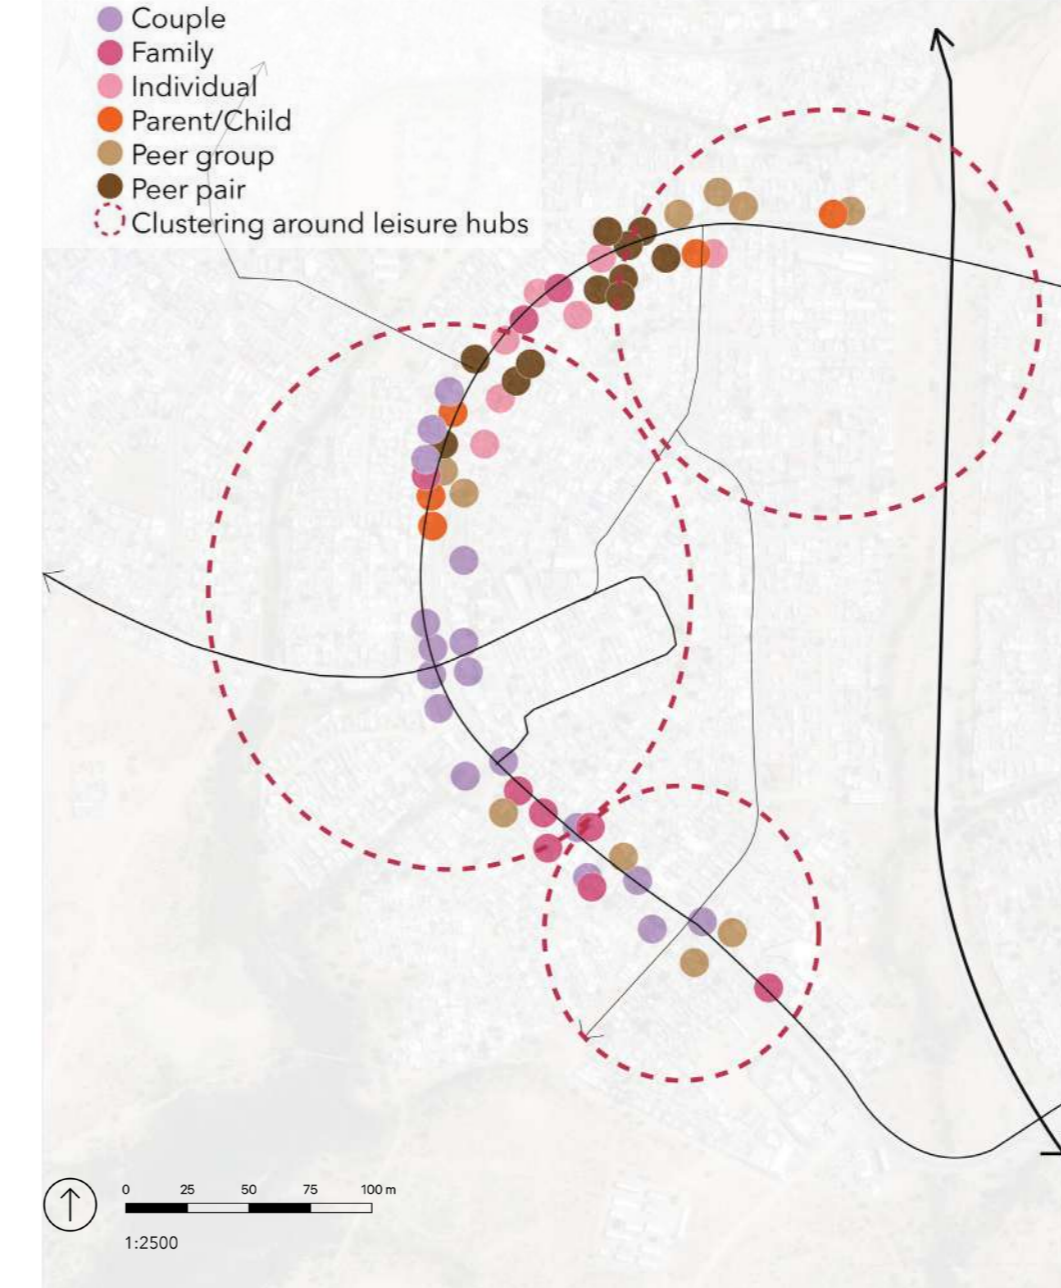 Couple
Family
Individual
Parent/Child
Peer group
Peer pair
Clustering around leisure hubs
0 25 50 75 100 m
1:2500